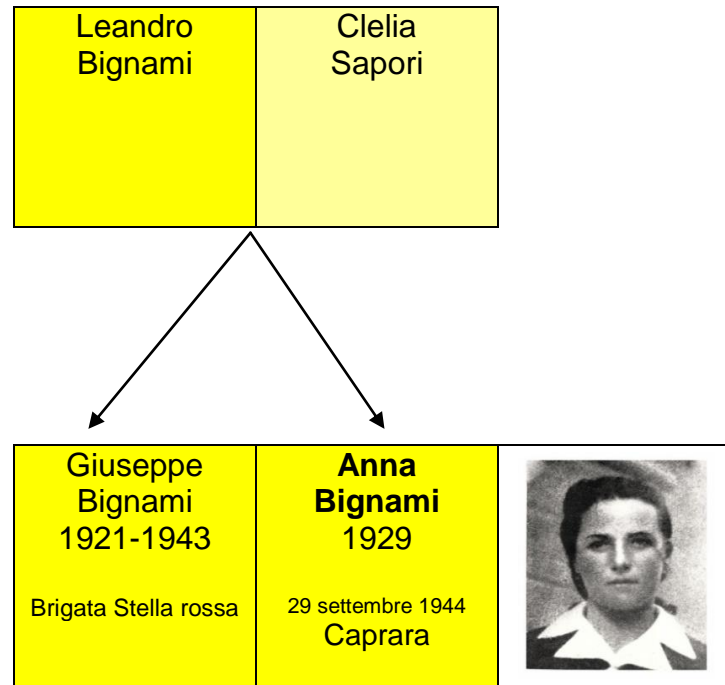 Leandro
Bignami
Clelia
Sapori
Giuseppe
Bignami
1921-1943
Brigata Stella rossa
Anna
Bignami
1929
29 settembre 1944
Caprara